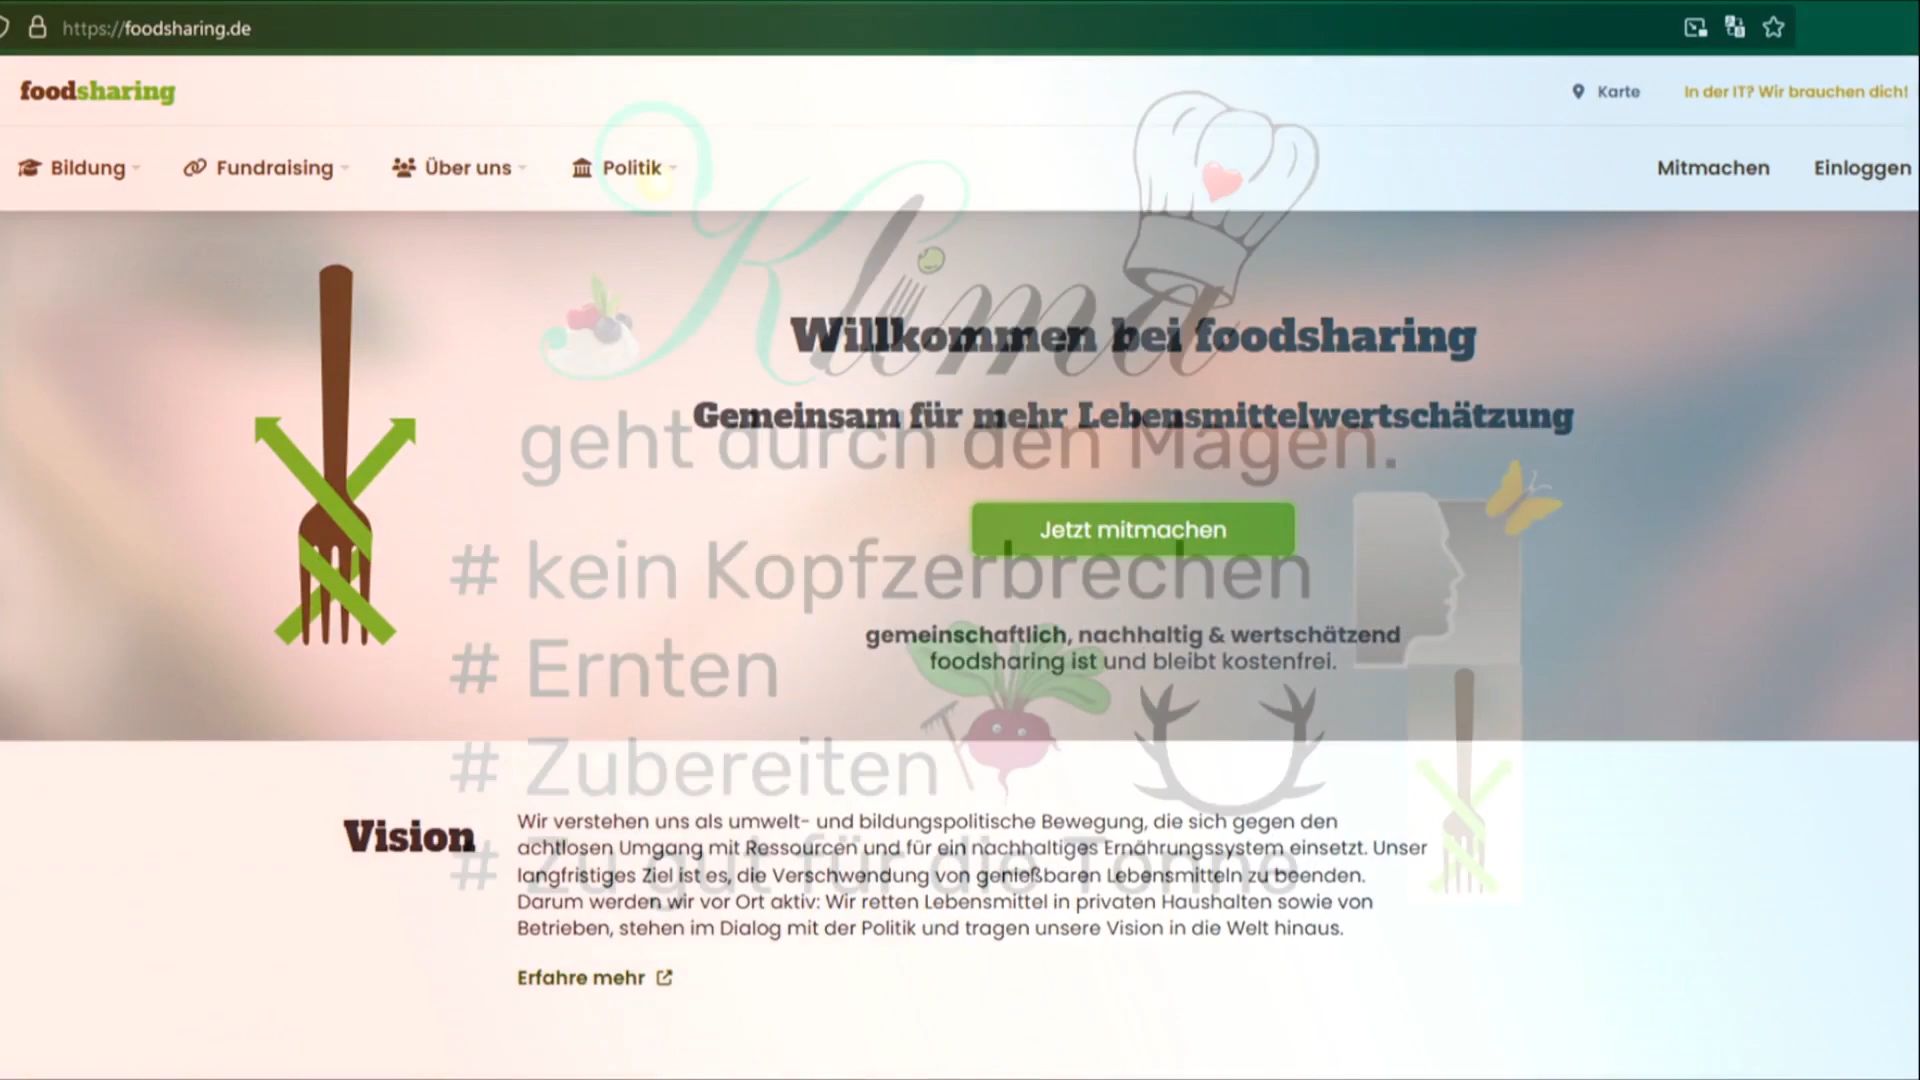 https://foodsharing.de
foodsharing
Karte
In der IT? Wir brauchen dich!
Bildung
Fundraising
Über uns
Politik
Mitmachen
Einloggen
Klima
Willkommen bei foodsharing
Gemeinsam für mehr Lebensmittelwertschätzung
geht durch den Magen.
Jetzt mitmachen
# kein Kopfzerbrechen
gemeinschaftlich, nachhaltig & wertschätzend
foodsharing ist und bleibt kostenfrei.
# Ernten
# Zubereiten
Vision
Wir verstehen uns als umwelt- und bildungspolitische Bewegung, die sich gegen den
achtlosen Umgang mit Ressourcen und für ein nachhaltiges Ernährungssystem einsetzt. Unser
langfristiges Ziel ist es, die Verschwendung von genießbaren Lebensmitteln zu beenden.
Darum werden wir vor Ort aktiv: Wir retten Lebensmittel in privaten Haushalten sowie von
Betrieben, stehen im Dialog mit der Politik und tragen unsere Vision in die Welt hinaus.
# Zu gut für die Tonne
Erfahre mehr